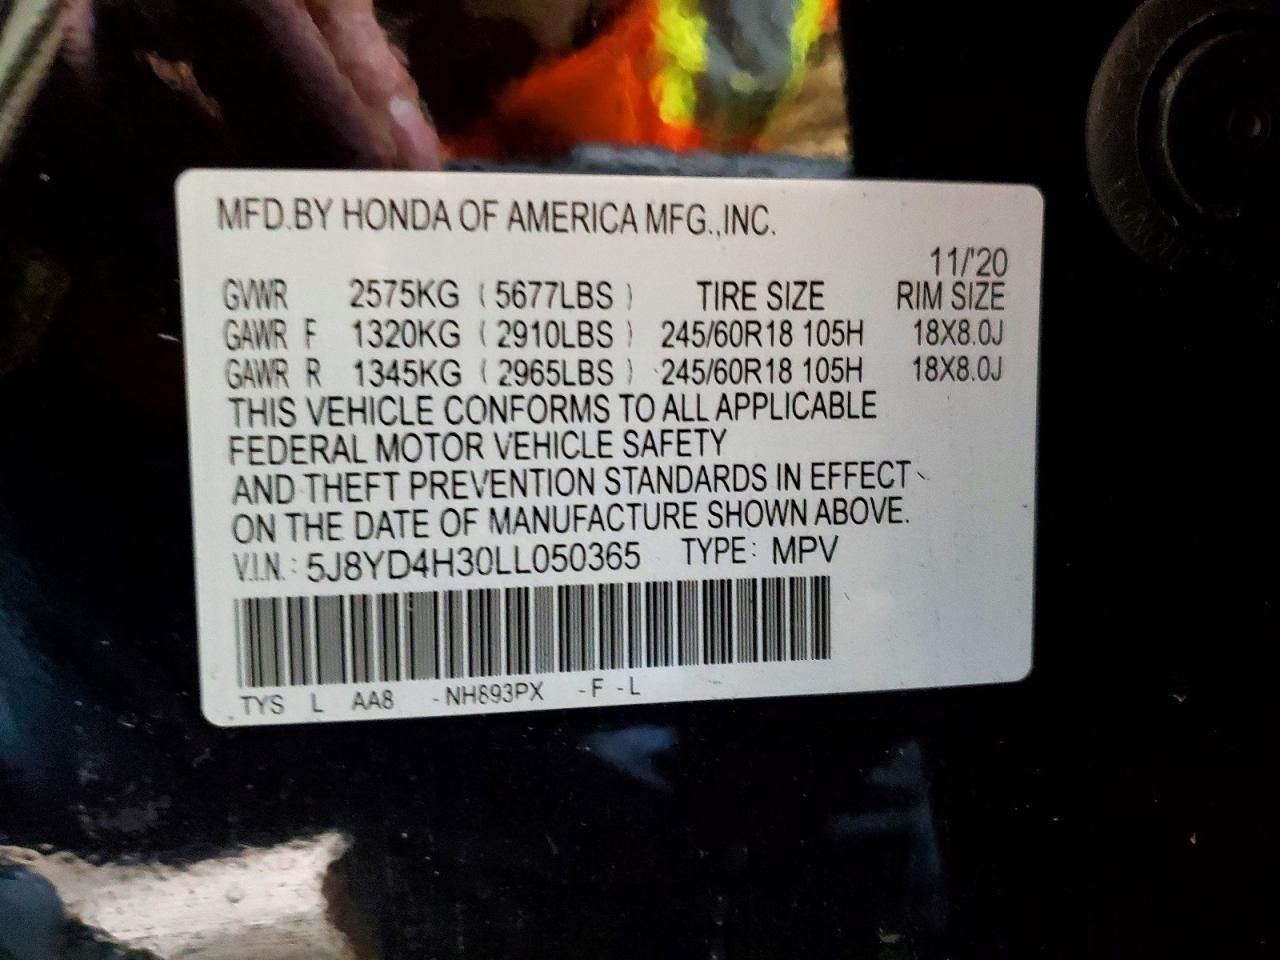 MFD.BY HONDA OF AMERICA MFG.,INC.
11/'20
GVWR 2575KG ( 5677LBS ) TIRE SIZE RIM SIZE
GAWR F 1320KG ( 2910LBS ) 245/60R18 105H 18X8.0J
GAWR R 1345KG ( 2965LBS ) 245/60R18 105H 18X8.0J
THIS VEHICLE CONFORMS TO ALL APPLICABLE
FEDERAL MOTOR VEHICLE SAFETY
AND THEFT PREVENTION STANDARDS IN EFFECT
ON THE DATE OF MANUFACTURE SHOWN ABOVE.
V.I.N.: 5J8YD4H30LL050365 TYPE: MPV
TYS L AA8 -NH893PX -F -L